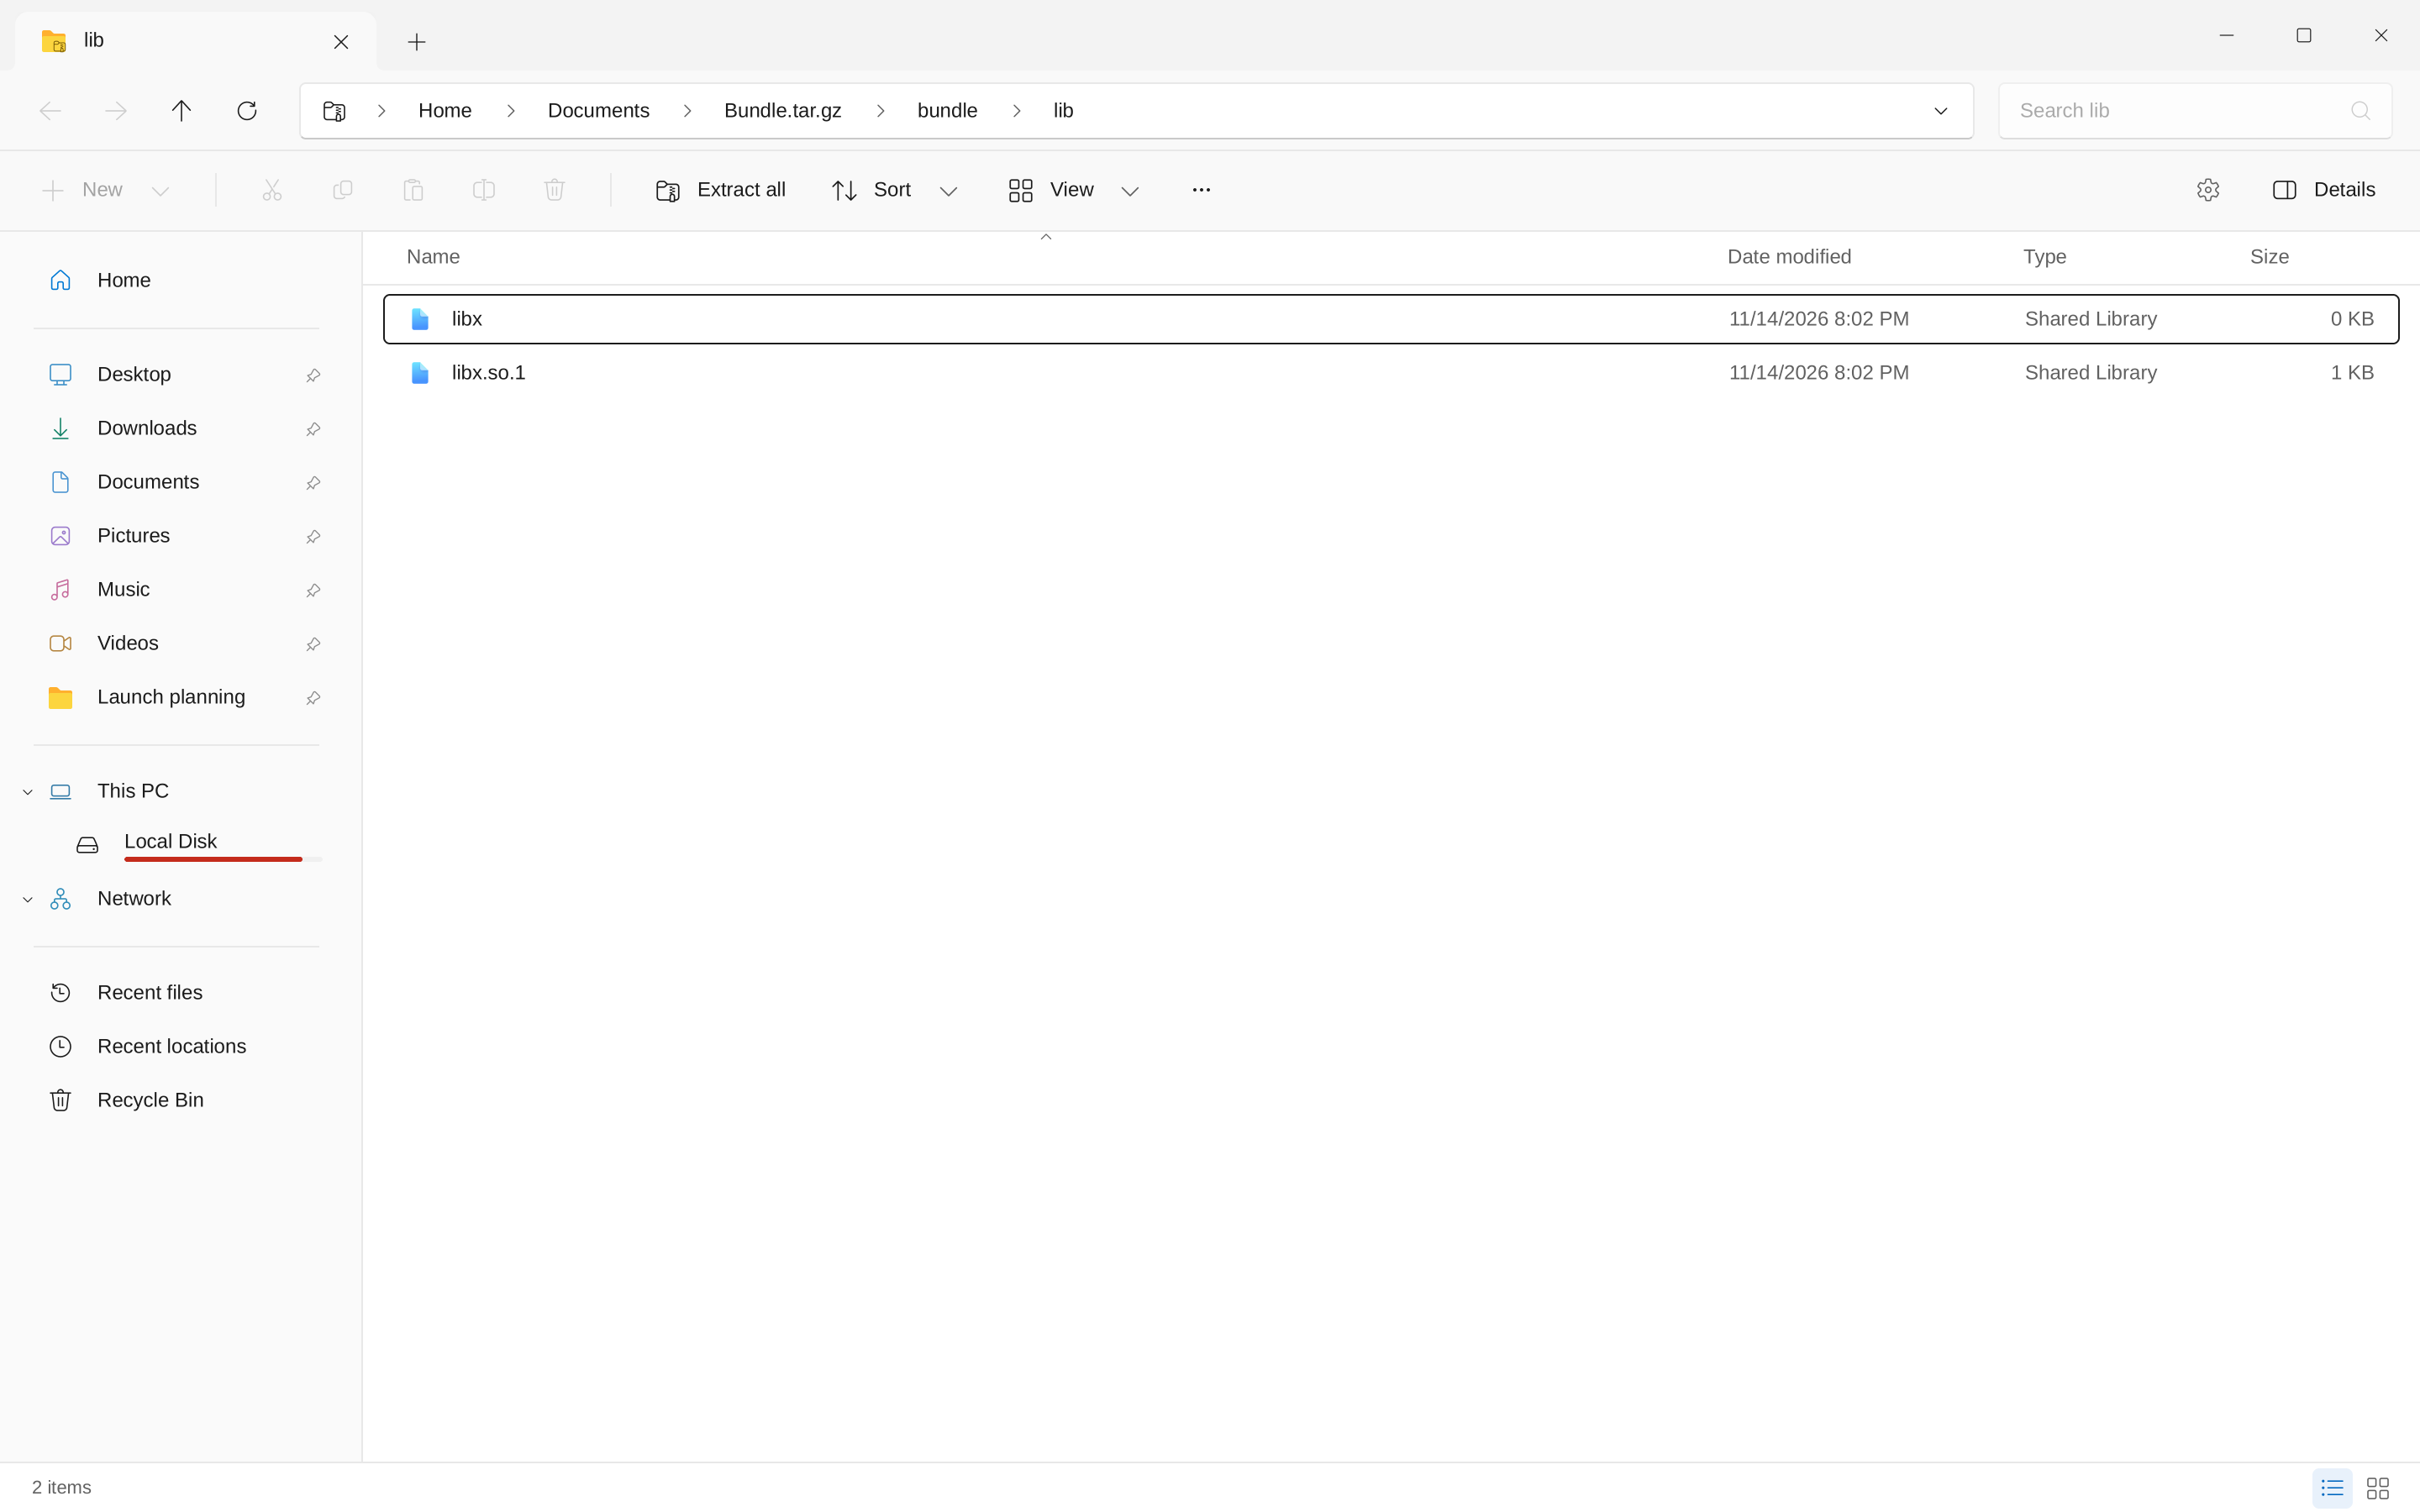 lib
Home
Documents
Bundle.tar.gz
bundle
lib
Search lib
New
Extract all
Sort
View
Details
Home
Desktop
Downloads
Documents
Pictures
Music
Videos
Launch planning
This PC
Local Disk
Network
Recent files
Recent locations
Recycle Bin
Name Date modified Type Size
libx 11/14/2026 8:02 PM Shared Library 0 KB
libx.so.1 11/14/2026 8:02 PM Shared Library 1 KB
2 items